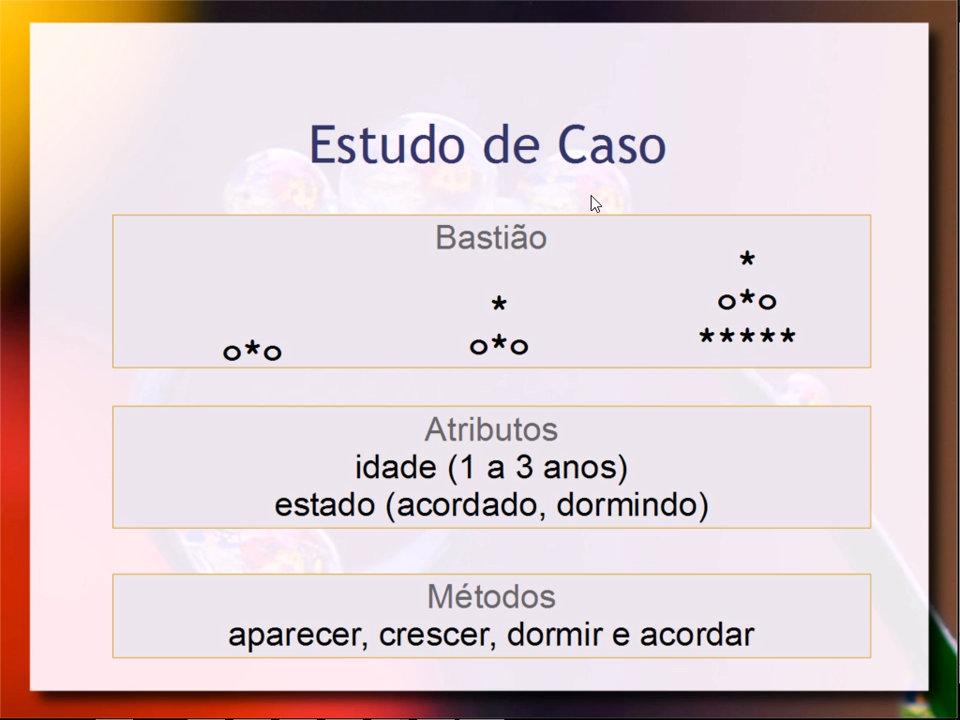 Estudo de Caso
Bastião
*
o*o
*****
*
o*o
o*o
Atributos
idade (1 a 3 anos)
estado (acordado, dormindo)
Métodos
aparecer, crescer, dormir e acordar